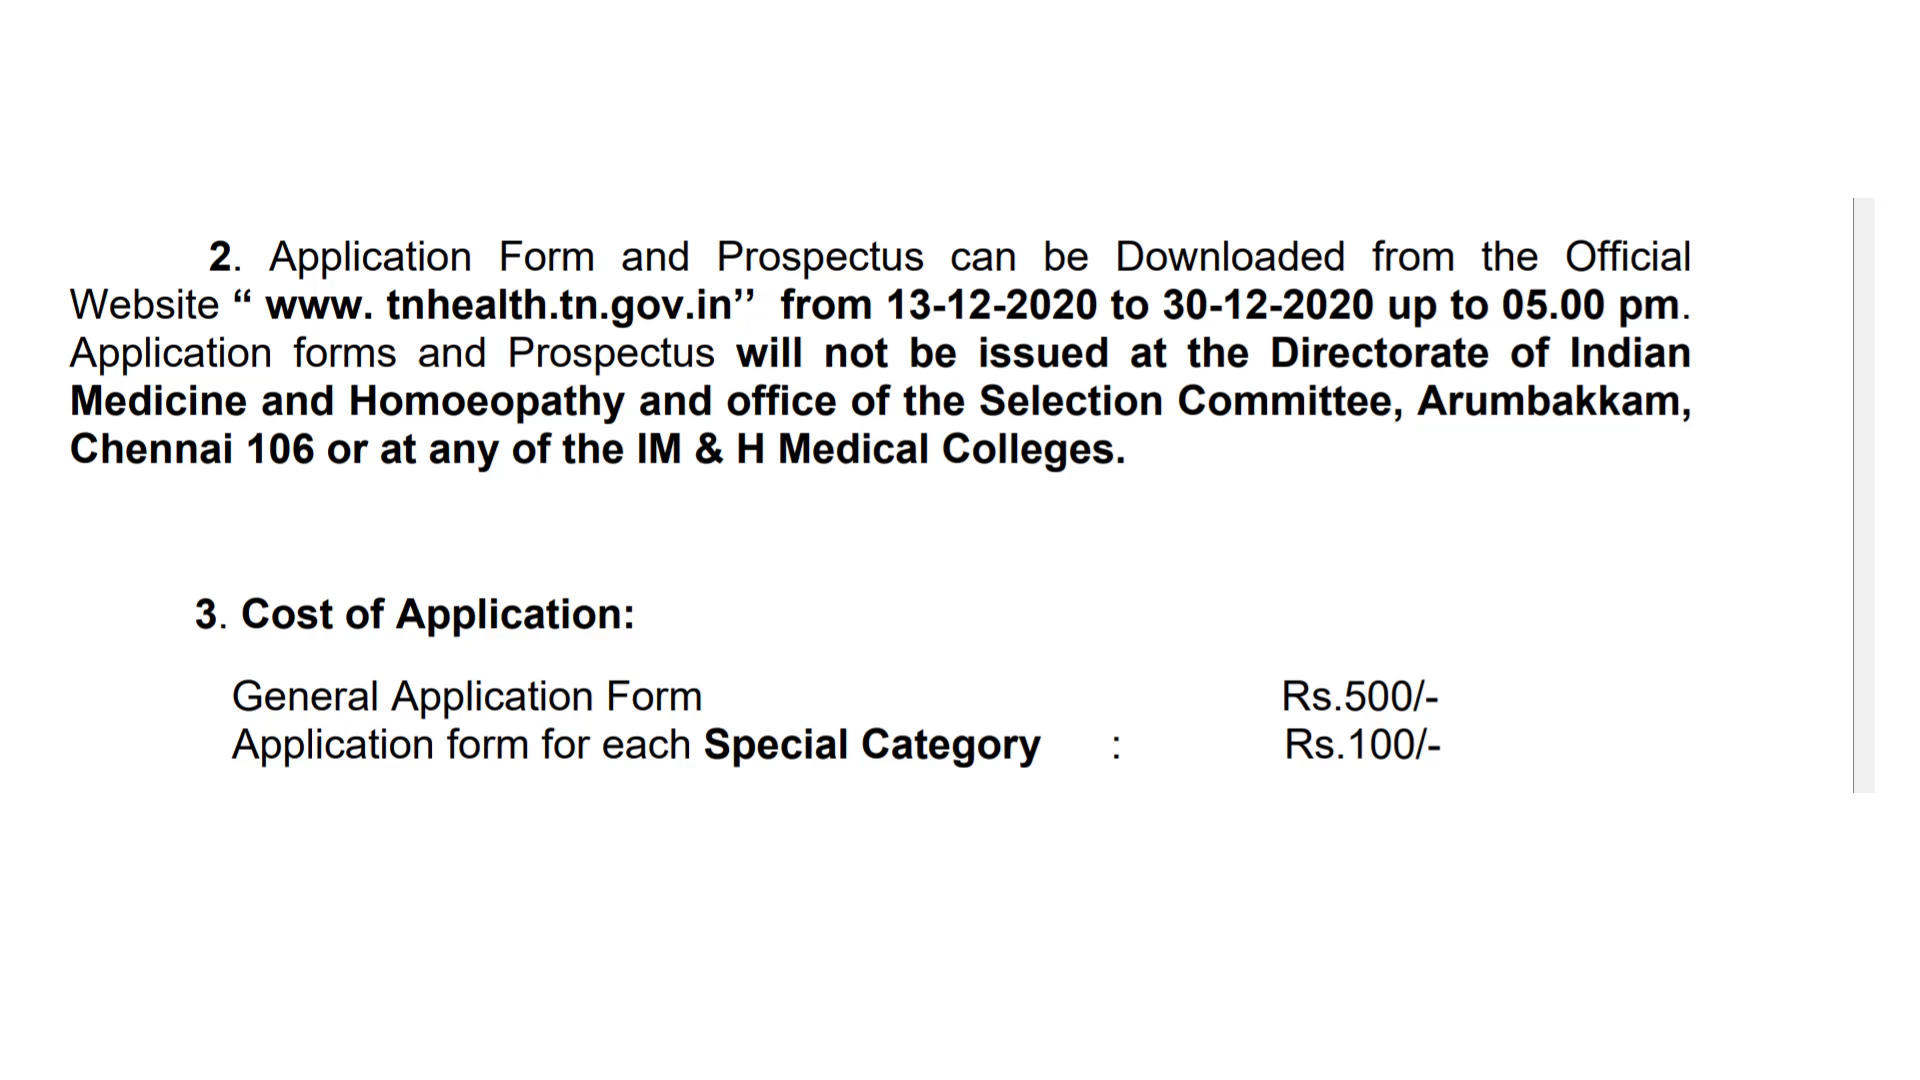 2. Application Form and Prospectus can be Downloaded from the Official
Website “ www. tnhealth.tn.gov.in’’ from 13-12-2020 to 30-12-2020 up to 05.00 pm.
Application forms and Prospectus will not be issued at the Directorate of Indian
Medicine and Homoeopathy and office of the Selection Committee, Arumbakkam,
Chennai 106 or at any of the IM & H Medical Colleges.
3. Cost of Application:
General Application Form Rs.500/-
Application form for each Special Category : Rs.100/-